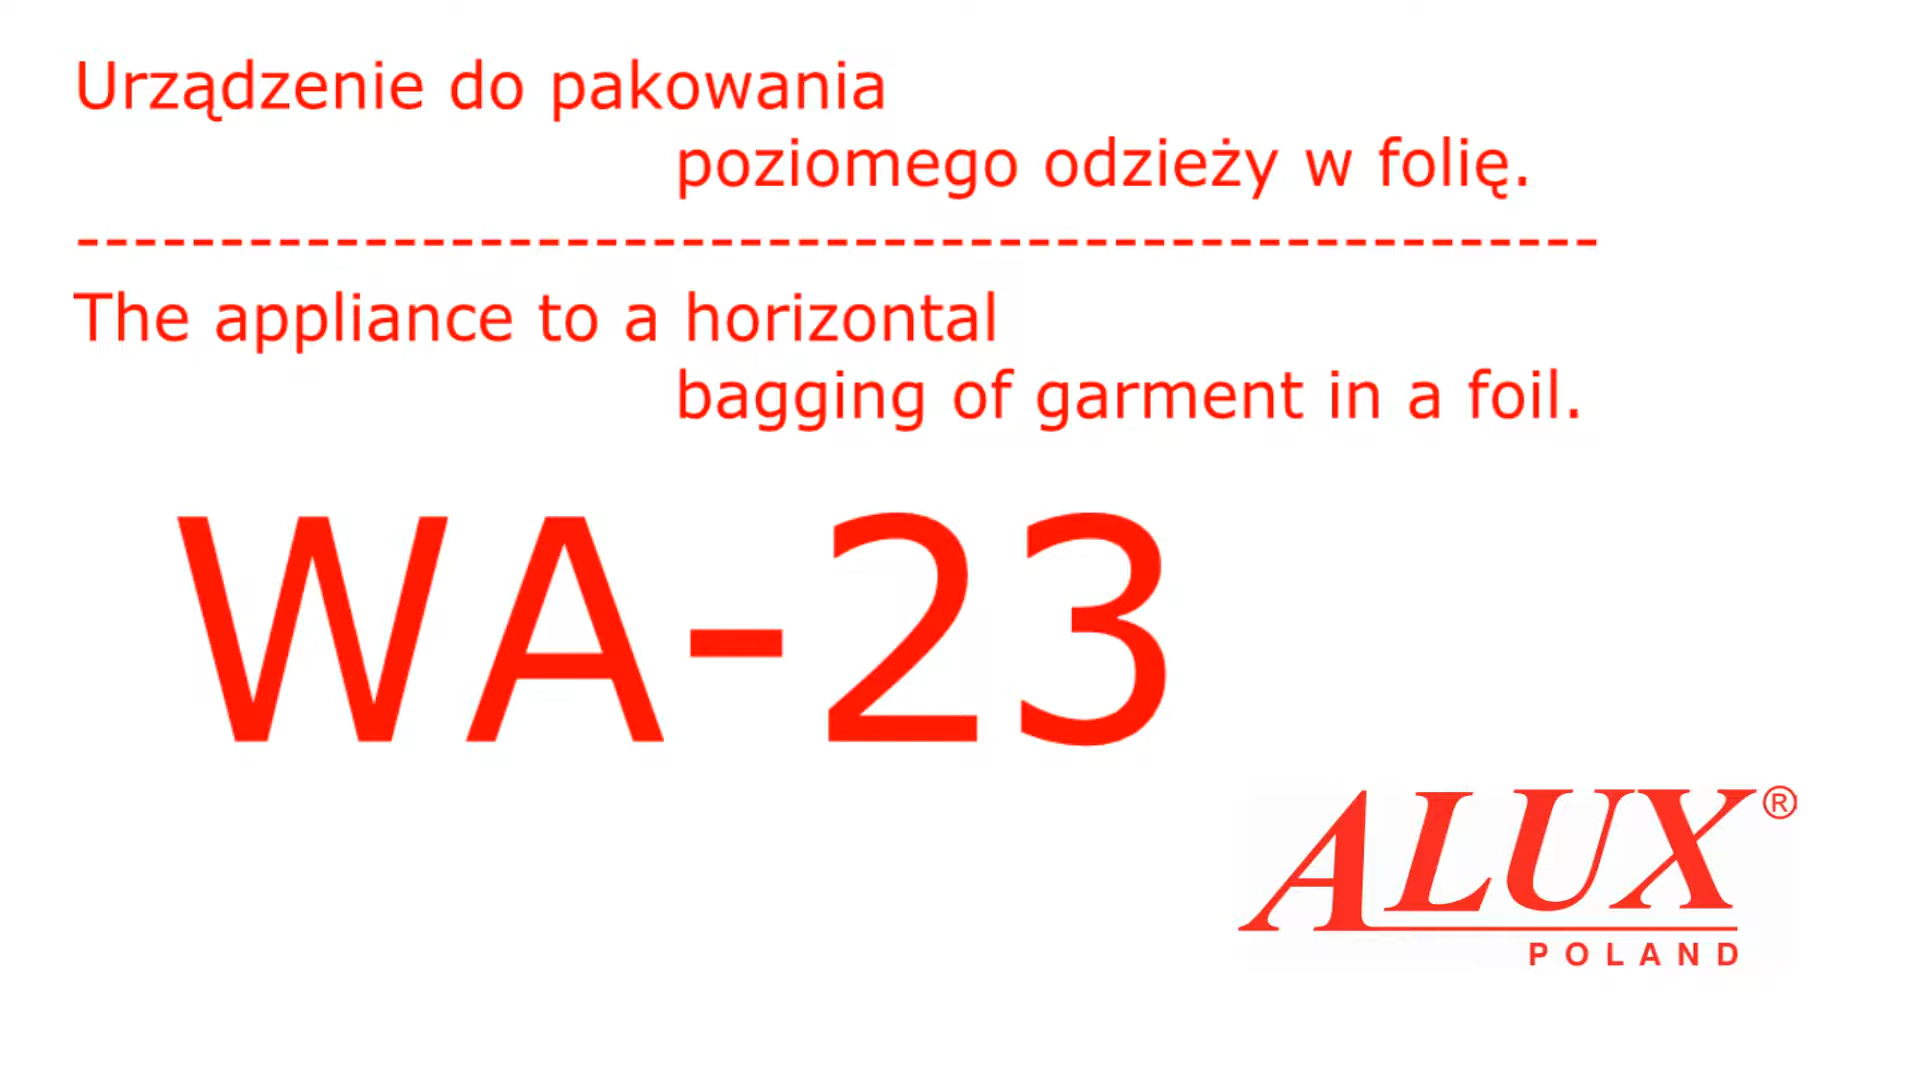 Urządzenie do pakowania
poziomego odzieży w folię.
-----------------------------------------------------
The appliance to a horizontal
bagging of garment in a foil.
WA-23
ALUX®
POLAND